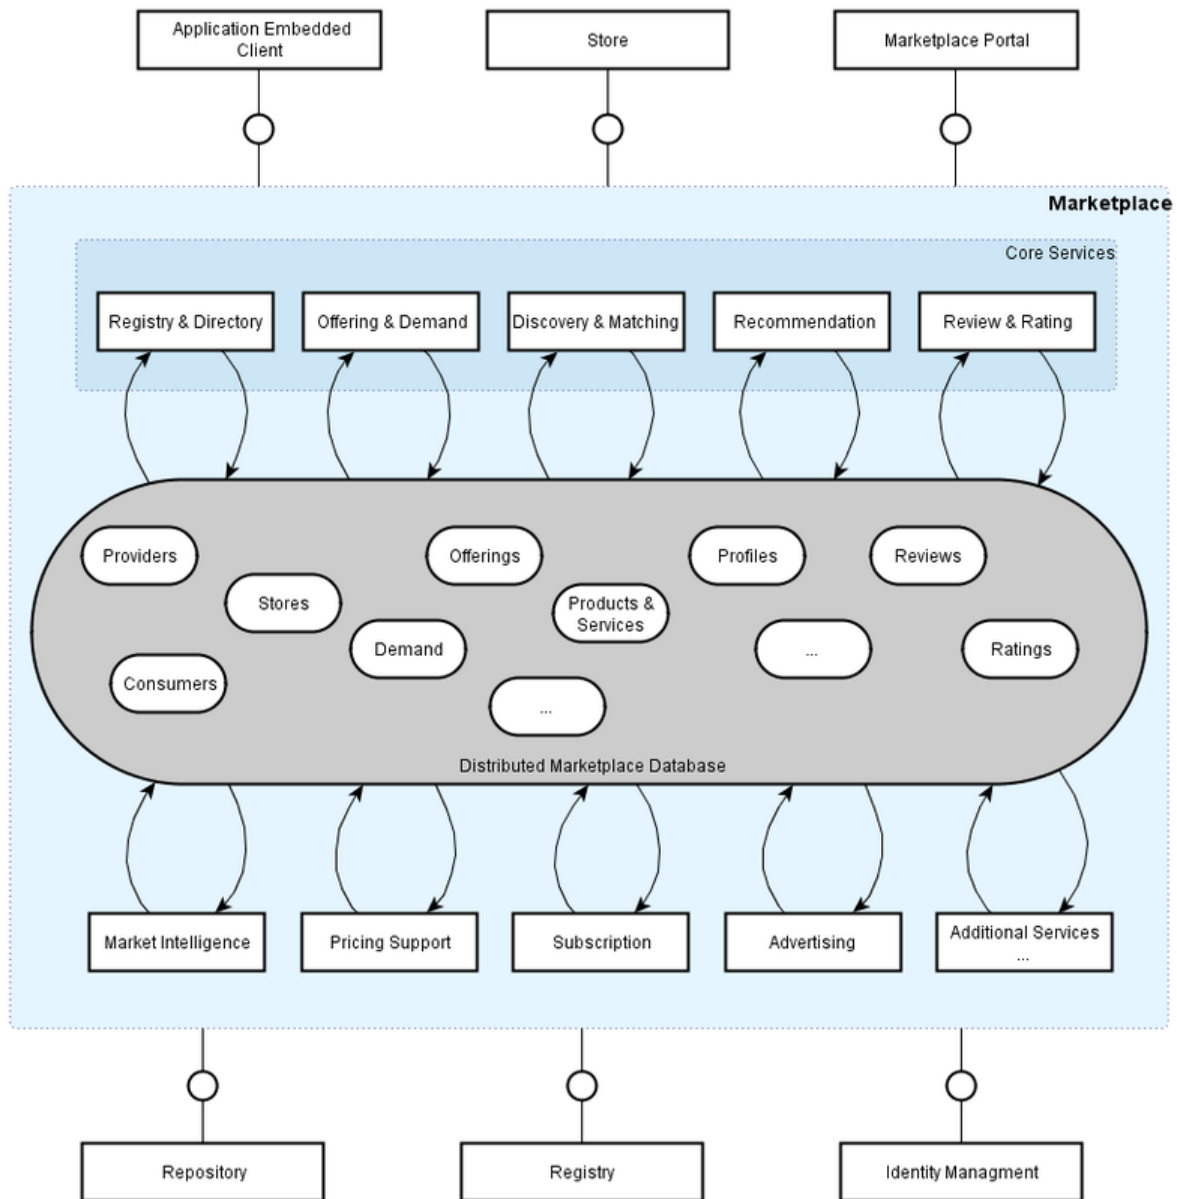 Application Embedded
Client
Store
Marketplace Portal
Marketplace
Core Services
Registry & Directory
Offering & Demand
Discovery & Matching
Recommendation
Review & Rating
Providers
Offerings
Profiles
Reviews
Stores
Products &
Services
Demand
...
Ratings
Consumers
...
Distributed Marketplace Database
Market Intelligence
Pricing Support
Subscription
Advertising
Additional Services
...
Repository
Registry
Identity Managment